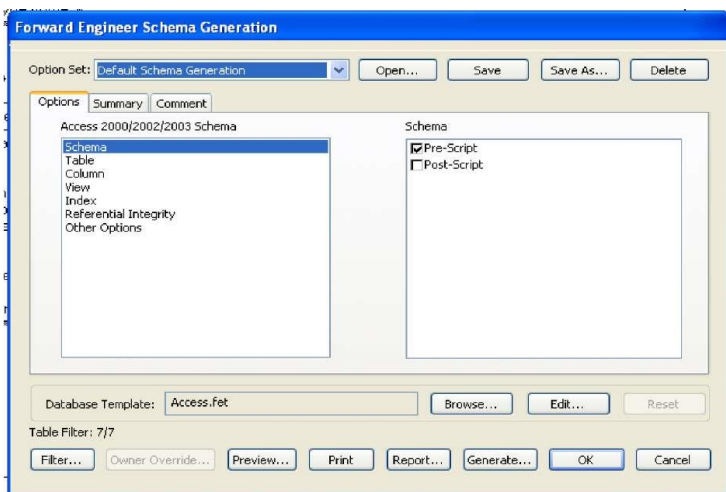 Forward Engineer Schema Generation
Option Set: Default Schema Generation Open... Save Save As... Delete
Options Summary Comment
Access 2000/2002/2003 Schema
Schema
Table
Column
View
Index
Referential Integrity
Other Options
Schema
Pre-Script
Post-Script
Database Template: Access.fet Browse... Edit... Reset
Table Filter: 7/7
Filter... Owner Override... Preview... Print Report... Generate... OK Cancel